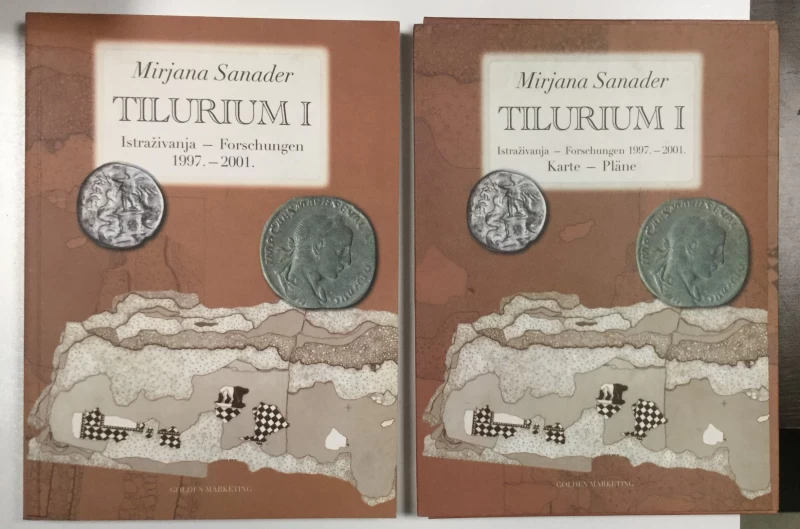 Mirjana Sanader
TILURIUM I
Istraživanja – Forschungen
1997. – 2001.
GOLDEN MARKETING
Mirjana Sanader
TILURIUM I
Istraživanja – Forschungen 1997. – 2001.
Karte – Pläne
GOLDEN MARKETING